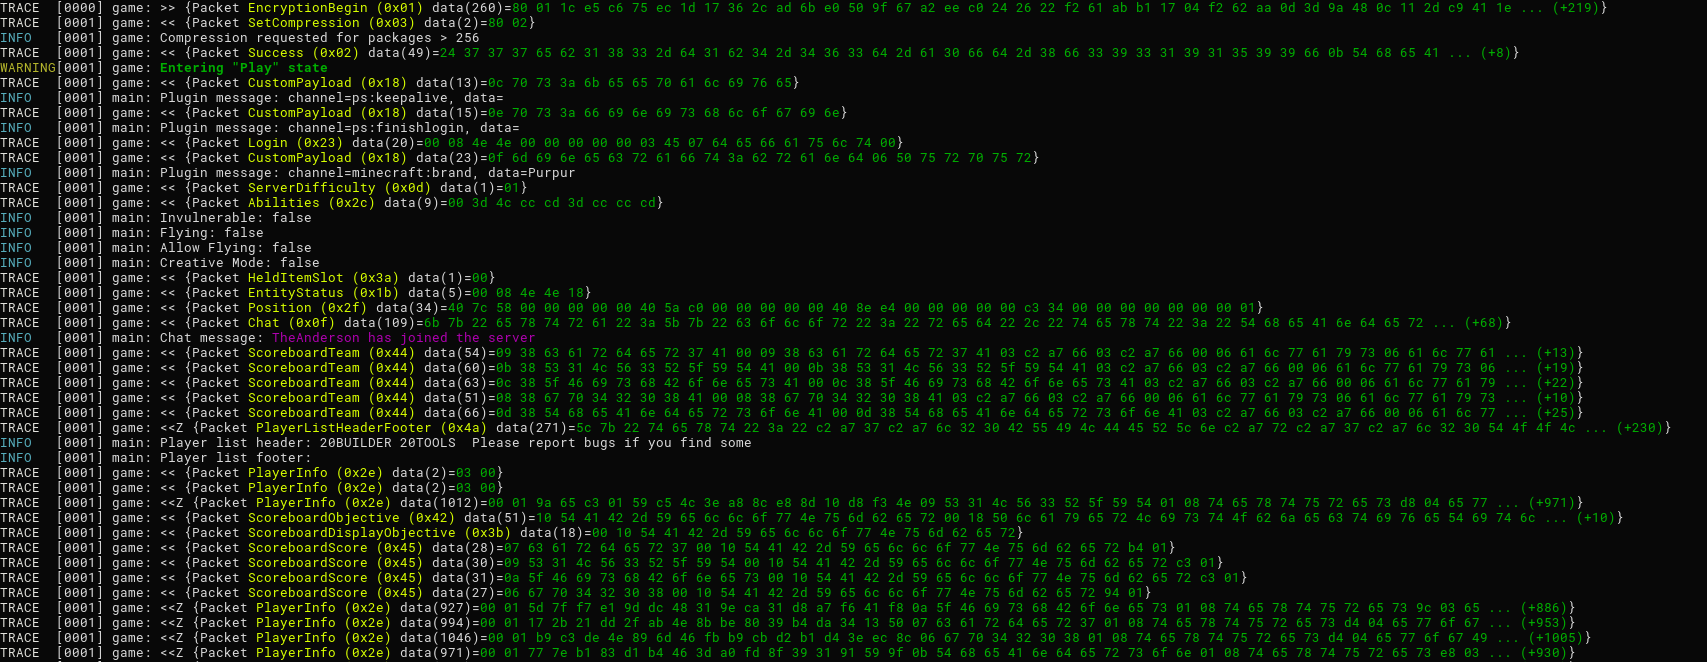 TRACE [0000] game: >> {Packet EncryptionBegin (0x01) data(260)=80 01 1c e5 c6 75 ec 1d 17 36 2c ad 6b e0 50 9f 67 a2 ee c0 24 26 22 f2 61 ab b1 17 04 f2 62 aa 0d 3d 9a 48 0c 11 2d c9 41 1e ... (+219)}
TRACE [0001] game: << {Packet SetCompression (0x03) data(2)=80 02}
INFO [0001] game: Compression requested for packages > 256
TRACE [0001] game: << {Packet Success (0x02) data(49)=24 37 37 37 65 62 31 38 33 2d 64 31 62 34 2d 34 36 33 64 2d 61 30 66 64 2d 38 66 33 39 33 31 39 31 35 39 39 66 0b 54 68 65 41 ... (+8)}
WARNING[0001] game: Entering "Play" state
TRACE [0001] game: << {Packet CustomPayload (0x18) data(13)=0c 70 73 3a 6b 65 65 70 61 6c 69 76 65}
INFO [0001] main: Plugin message: channel=ps:keepalive, data=
TRACE [0001] game: << {Packet CustomPayload (0x18) data(15)=0e 70 73 3a 66 69 6e 69 73 68 6c 6f 67 69 6e}
INFO [0001] main: Plugin message: channel=ps:finishlogin, data=
TRACE [0001] game: << {Packet Login (0x23) data(20)=00 08 4e 4e 00 00 00 00 00 03 45 07 64 65 66 61 75 6c 74 00}
TRACE [0001] game: << {Packet CustomPayload (0x18) data(23)=0f 6d 69 6e 65 63 72 61 66 74 3a 62 72 61 6e 64 06 50 75 72 70 75 72}
INFO [0001] main: Plugin message: channel=minecraft:brand, data=Purpur
TRACE [0001] game: << {Packet ServerDifficulty (0x0d) data(1)=01}
TRACE [0001] game: << {Packet Abilities (0x2c) data(9)=00 3d 4c cc cd 3d cc cc cd}
INFO [0001] main: Invulnerable: false
INFO [0001] main: Flying: false
INFO [0001] main: Allow Flying: false
INFO [0001] main: Creative Mode: false
TRACE [0001] game: << {Packet HeldItemSlot (0x3a) data(1)=00}
TRACE [0001] game: << {Packet EntityStatus (0x1b) data(5)=00 08 4e 4e 18}
TRACE [0001] game: << {Packet Position (0x2f) data(34)=40 7c 58 00 00 00 00 00 40 5a c0 00 00 00 00 00 40 8e e4 00 00 00 00 00 c3 34 00 00 00 00 00 00 00 01}
TRACE [0001] game: << {Packet Chat (0x0f) data(109)=6b 7b 22 65 78 74 72 61 22 3a 5b 7b 22 63 6f 6c 6f 72 22 3a 22 72 65 64 22 2c 22 74 65 78 74 22 3a 22 54 68 65 41 6e 64 65 72 ... (+68)}
INFO [0001] main: Chat message: TheAnderson has joined the server
TRACE [0001] game: << {Packet ScoreboardTeam (0x44) data(54)=09 38 63 61 72 64 65 72 37 41 00 09 38 63 61 72 64 65 72 37 41 03 c2 a7 66 03 c2 a7 66 00 06 61 6c 77 61 79 73 06 61 6c 77 61 ... (+13)}
TRACE [0001] game: << {Packet ScoreboardTeam (0x44) data(60)=0b 38 53 31 4c 56 33 52 5f 59 54 41 00 0b 38 53 31 4c 56 33 52 5f 59 54 41 03 c2 a7 66 03 c2 a7 66 00 06 61 6c 77 61 79 73 06 ... (+19)}
TRACE [0001] game: << {Packet ScoreboardTeam (0x44) data(63)=0c 38 5f 46 69 73 68 42 6f 6e 65 73 41 00 0c 38 5f 46 69 73 68 42 6f 6e 65 73 41 03 c2 a7 66 03 c2 a7 66 00 06 61 6c 77 61 79 ... (+22)}
TRACE [0001] game: << {Packet ScoreboardTeam (0x44) data(51)=08 38 67 70 34 32 30 38 41 00 08 38 67 70 34 32 30 38 41 03 c2 a7 66 03 c2 a7 66 00 06 61 6c 77 61 79 73 06 61 6c 77 61 79 73 ... (+10)}
TRACE [0001] game: << {Packet ScoreboardTeam (0x44) data(66)=0d 38 54 68 65 41 6e 64 65 72 73 6f 6e 41 00 0d 38 54 68 65 41 6e 64 65 72 73 6f 6e 41 03 c2 a7 66 03 c2 a7 66 00 06 61 6c 77 ... (+25)}
TRACE [0001] game: <<Z {Packet PlayerListHeaderFooter (0x4a) data(271)=5c 7b 22 74 65 78 74 22 3a 22 c2 a7 37 c2 a7 6c 32 30 42 55 49 4c 44 45 52 5c 6e c2 a7 72 c2 a7 37 c2 a7 6c 32 30 54 4f 4f 4c ... (+230)}
INFO [0001] main: Player list header: 20BUILDER 20TOOLS  Please report bugs if you find some
INFO [0001] main: Player list footer:
TRACE [0001] game: << {Packet PlayerInfo (0x2e) data(2)=03 00}
TRACE [0001] game: << {Packet PlayerInfo (0x2e) data(2)=03 00}
TRACE [0001] game: <<Z {Packet PlayerInfo (0x2e) data(1012)=00 01 9a 65 c3 01 59 c5 4c 3e a8 8c e8 8d 10 d8 f3 4e 09 53 31 4c 56 33 52 5f 59 54 01 08 74 65 78 74 75 72 65 73 d8 04 65 77 ... (+971)}
TRACE [0001] game: << {Packet ScoreboardObjective (0x42) data(51)=10 54 41 42 2d 59 65 6c 6c 6f 77 4e 75 6d 62 65 72 00 18 50 6c 61 79 65 72 4c 69 73 74 4f 62 6a 65 63 74 69 76 65 54 69 74 6c ... (+10)}
TRACE [0001] game: << {Packet ScoreboardDisplayObjective (0x3b) data(18)=00 10 54 41 42 2d 59 65 6c 6c 6f 77 4e 75 6d 62 65 72}
TRACE [0001] game: << {Packet ScoreboardScore (0x45) data(28)=07 63 61 72 64 65 72 37 00 10 54 41 42 2d 59 65 6c 6c 6f 77 4e 75 6d 62 65 72 b4 01}
TRACE [0001] game: << {Packet ScoreboardScore (0x45) data(30)=09 53 31 4c 56 33 52 5f 59 54 00 10 54 41 42 2d 59 65 6c 6c 6f 77 4e 75 6d 62 65 72 c3 01}
TRACE [0001] game: << {Packet ScoreboardScore (0x45) data(31)=0a 5f 46 69 73 68 42 6f 6e 65 73 00 10 54 41 42 2d 59 65 6c 6c 6f 77 4e 75 6d 62 65 72 c3 01}
TRACE [0001] game: << {Packet ScoreboardScore (0x45) data(27)=06 67 70 34 32 30 38 00 10 54 41 42 2d 59 65 6c 6c 6f 77 4e 75 6d 62 65 72 94 01}
TRACE [0001] game: <<Z {Packet PlayerInfo (0x2e) data(927)=00 01 5d 7f f7 e1 9d dc 48 31 9e ca 31 d8 a7 f6 41 f8 0a 5f 46 69 73 68 42 6f 6e 65 73 01 08 74 65 78 74 75 72 65 73 9c 03 65 ... (+886)}
TRACE [0001] game: <<Z {Packet PlayerInfo (0x2e) data(994)=00 01 17 2b 21 dd 2f ab 4e 8b be 80 39 b4 da 34 13 50 07 63 61 72 64 65 72 37 01 08 74 65 78 74 75 72 65 73 d4 04 65 77 6f 67 ... (+953)}
TRACE [0001] game: <<Z {Packet PlayerInfo (0x2e) data(1046)=00 01 b9 c3 de 4e 89 6d 46 fb b9 cb d2 b1 d4 3e ec 8c 06 67 70 34 32 30 38 01 08 74 65 78 74 75 72 65 73 d4 04 65 77 6f 67 49 ... (+1005)}
TRACE [0001] game: <<Z {Packet PlayerInfo (0x2e) data(971)=00 01 77 7e b1 83 d1 b4 46 3d a0 fd 8f 39 31 91 59 9f 0b 54 68 65 41 6e 64 65 72 73 6f 6e 01 08 74 65 78 74 75 72 65 73 e8 03 ... (+930)}